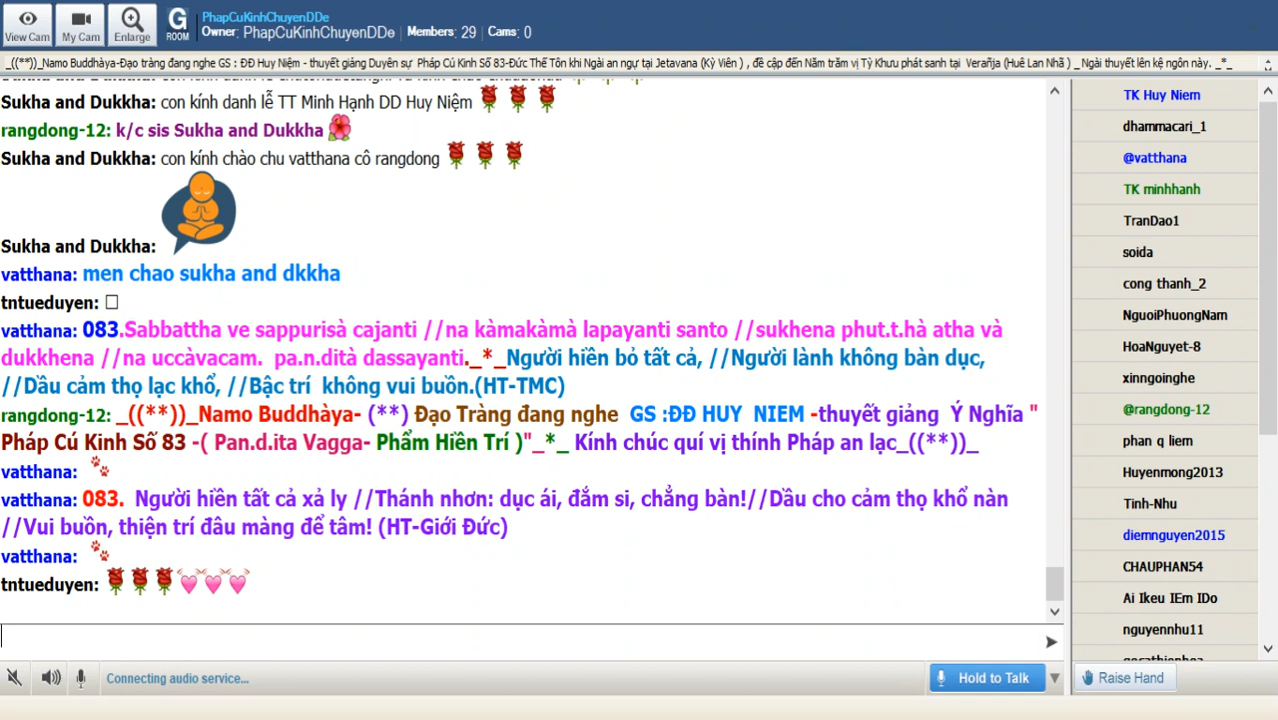 View Cam
My Cam
Enlarge
G
ROOM
PhapCuKinhChuyenDDe
Owner: PhapCuKinhChuyenDDe Members: 29 Cams: 0
_((**))_Namo Buddhàya-Đạo tràng đang nghe GS : ĐĐ Huy Niệm - thuyết giảng Duyên sự Pháp Cú Kinh Số 83-Đức Thế Tôn khi Ngài an ngự tại Jetavana (Kỳ Viên ) , đề cập đến Năm trăm vị Tỳ Khưu phát sanh tại Verañja (Huê Lan Nhã ) _ Ngài thuyết lên kệ ngôn này. _*_
Sukha and Dukkha: con kính danh lễ TT Minh Hạnh DD Huy Niệm
rangdong-12: k/c sis Sukha and Dukkha
Sukha and Dukkha: con kính chào chu vatthana cô rangdong
Sukha and Dukkha:
vatthana: men chao sukha and dkkha
tntueduyen: □
vatthana: 083.Sabbattha ve sappurisà cajanti //na kàmakàmà lapayanti santo //sukhena phut.t.hà atha và
dukkhena //na uccàvacam. pa.n.dità dassayanti._*_Người hiền bỏ tất cả, //Người lành không bàn dục,
//Dầu cảm thọ lạc khổ, //Bậc trí không vui buồn.(HT-TMC)
rangdong-12: _((**))_Namo Buddhàya- (**) Đạo Tràng đang nghe GS :ĐĐ HUY NIEM -thuyết giảng Ý Nghĩa "
Pháp Cú Kinh Số 83 -( Pan.d.ita Vagga- Phẩm Hiền Trí )"_*_ Kính chúc quí vị thính Pháp an lạc_((**))_
vatthana:
vatthana: 083. Người hiền tất cả xả ly //Thánh nhơn: dục ái, đắm si, chẳng bàn!//Dầu cho cảm thọ khổ nàn
//Vui buồn, thiện trí đâu màng để tâm! (HT-Giới Đức)
vatthana:
tntueduyen:
Connecting audio service...
Hold to Talk
TK Huy Niem
dhammacari_1
@vatthana
TK minhhanh
TranDao1
soida
cong thanh_2
NguoiPhuongNam
HoaNguyet-8
xinngoinghe
@rangdong-12
phan q liem
Huyenmong2013
Tinh-Nhu
diemnguyen2015
CHAUPHAN54
Ai Ikeu IEm IDo
nguyennhu11
Raise Hand